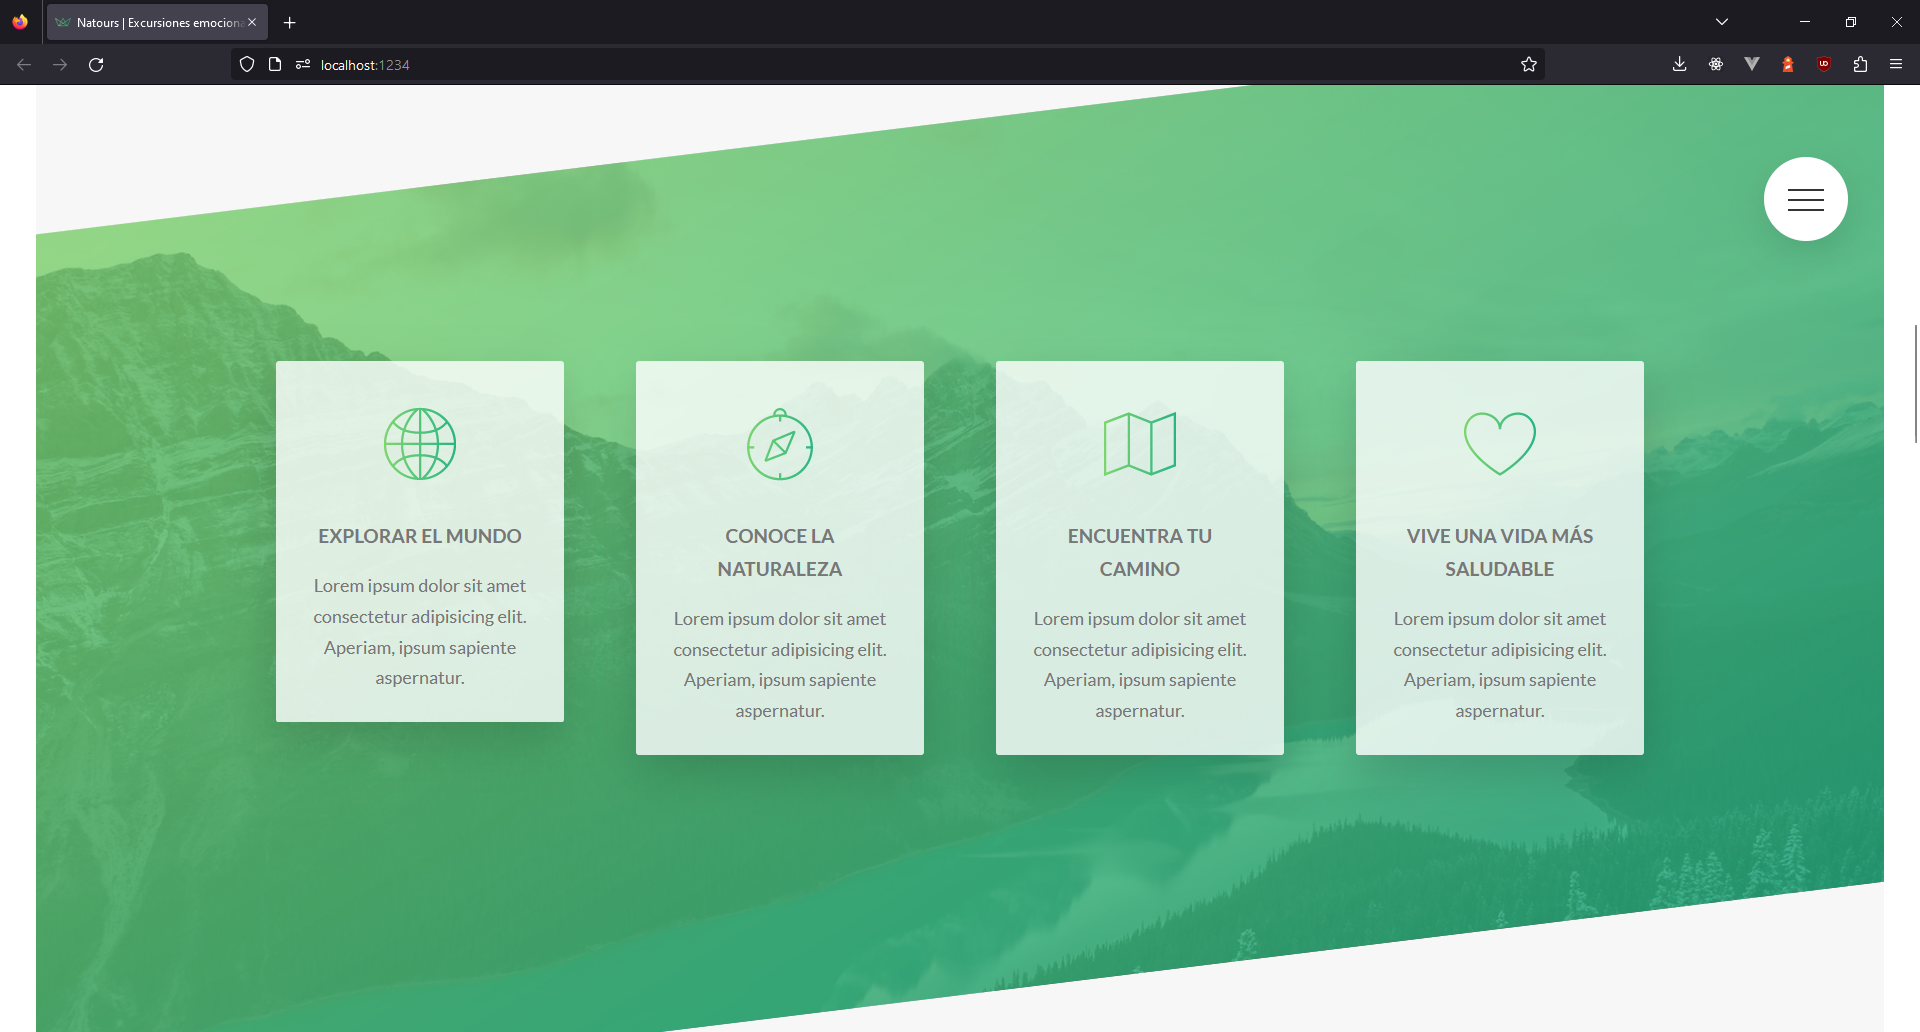 Natours | Excursiones emociona
localhost:1234
EXPLORAR EL MUNDO
Lorem ipsum dolor sit amet
consectetur adipisicing elit.
Aperiam, ipsum sapiente
aspernatur.
CONOCE LA
NATURALEZA
Lorem ipsum dolor sit amet
consectetur adipisicing elit.
Aperiam, ipsum sapiente
aspernatur.
ENCUENTRA TU
CAMINO
Lorem ipsum dolor sit amet
consectetur adipisicing elit.
Aperiam, ipsum sapiente
aspernatur.
VIVE UNA VIDA MÁS
SALUDABLE
Lorem ipsum dolor sit amet
consectetur adipisicing elit.
Aperiam, ipsum sapiente
aspernatur.